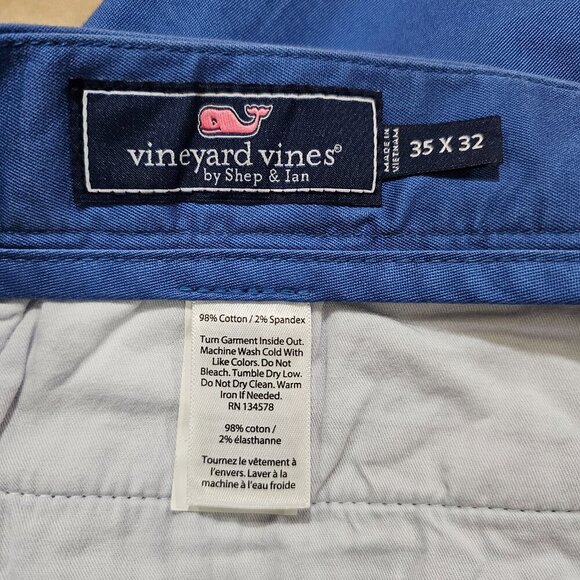 vineyard vines®
by Shep & Ian
MADE IN
VIETNAM
35 X 32
98% Cotton / 2% Spandex
Turn Garment Inside Out.
Machine Wash Cold With
Like Colors. Do Not
Bleach. Tumble Dry Low.
Do Not Dry Clean. Warm
Iron If Needed.
RN 134578
98% coton /
2% élasthanne
Tournez le vêtement à
l'envers. Laver à la
machine à l'eau froide